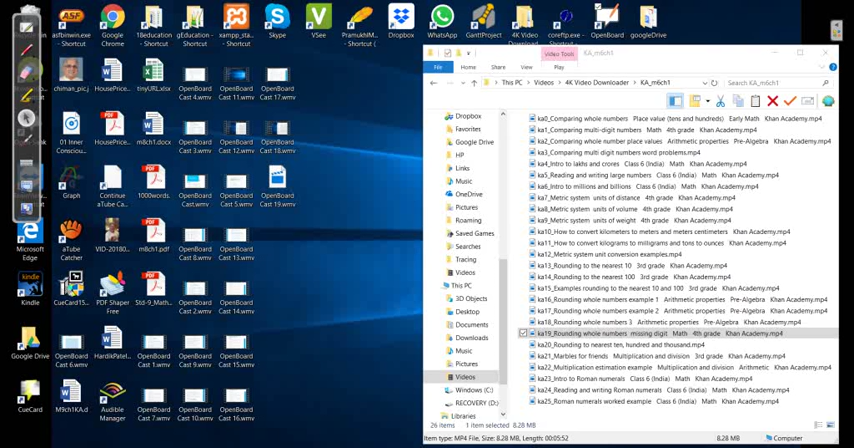 asfbinwin.ex - Shortcut
Google Chrome
18education - Shortcut
gEducation - Shortcut
xampp_sta... - Shortcut
Skype
VSee
PramukhIM... - Shortcut (
Dropbox
WhatsApp
GanttProject
4K Video Download
coreftp.exe - Shortcut
OpenBoard
googleDrive
chiman_pic.j
HousePrice...
tinyURL.xlsx
OpenBoard Cast 4.wmv
OpenBoard Cast 11.wmv
OpenBoard Cast 17.wmv
01 Inner Consciou...
HousePrice...
m8ch1.docx
OpenBoard Cast 3.wmv
OpenBoard Cast 12.wmv
OpenBoard Cast 18.wmv
Graph
Continue aTube Ca...
1000words.
OpenBoard Cast.wmv
OpenBoard Cast 5.wmv
OpenBoard Cast 19.wmv
Microsoft Edge
aTube Catcher
VID-20180...
m8ch1.pdf
OpenBoard Cast 8.wmv
OpenBoard Cast 13.wmv
kindle
Kindle
CueCard15...
PDF Shaper Free
Std-9_Math...
OpenBoard Cast 2.wmv
OpenBoard Cast 14.wmv
Google Drive
OpenBoard Cast 6.wmv
HardikPatel...
OpenBoard Cast 1.wmv
OpenBoard Cast 9.wmv
OpenBoard Cast 15.wmv
CueCard
M9ch1KA.d
Audible Manager
OpenBoard Cast 7.wmv
OpenBoard Cast 10.wmv
OpenBoard Cast 16.wmv
Video Tools
KA_m6ch1
File
Home
Share
View
Play
This PC > Videos > 4K Video Downloader > KA_m6ch1
Search KA_m6ch1
Dropbox
Favorites
Google Drive
HP
Links
Music
OneDrive
Pictures
Roaming
Saved Games
Searches
Tracing
Videos
This PC
3D Objects
Desktop
Documents
Downloads
Music
Pictures
Videos
Windows (C:)
RECOVERY (D:)
Libraries
ka0_Comparing whole numbers Place value (tens and hundreds) Early Math Khan Academy.mp4
ka1_Comparing multi-digit numbers Math 4th grade Khan Academy.mp4
ka2_Comparing whole number place values Arithmetic properties Pre-Algebra Khan Academy.mp4
ka3_Comparing multi-digit numbers word problems.mp4
ka4_Intro to lakhs and crores Class 6 (India) Math Khan Academy.mp4
ka5_Reading and writing large numbers Class 6 (India) Khan Academy.mp4
ka6_Intro to millions and billions Class 6 (India) Math Khan Academy.mp4
ka7_Metric system units of distance 4th grade Khan Academy.mp4
ka8_Metric system units of volume 4th grade Khan Academy.mp4
ka9_Metric system units of weight 4th grade Khan Academy.mp4
ka10_How to convert kilometers to meters and meters centimeters Khan Academy.mp4
ka11_How to convert kilograms to milligrams and tons to ounces Khan Academy.mp4
ka12_Metric system unit conversion examples Khan Academy.mp4
ka13_Rounding to the nearest 10 3rd grade Khan Academy.mp4
ka14_Rounding to the nearest 100 3rd grade Khan Academy.mp4
ka15_Examples rounding to the nearest 10 and 100 3rd grade Khan Academy.mp4
ka16_Rounding whole numbers example 1 Arithmetic properties Pre-Algebra Khan Academy.mp4
ka17_Rounding whole numbers example 2 Arithmetic properties Pre-Algebra Khan Academy.mp4
ka18_Rounding whole numbers 3 Arithmetic properties Pre-Algebra Khan Academy.mp4
ka19_Rounding whole numbers missing digit Math 4th grade Khan Academy.mp4
ka20_Rounding to nearest ten, hundred and thousand.mp4
ka21_Marbles for friends Multiplication and division 3rd grade Khan Academy.mp4
ka22_Multiplication estimation example Multiplication and division Arithmetic Khan Academy.mp4
ka23_Intro to Roman numerals Class 6 (India) Math Khan Academy.mp4
ka24_Reading and writing Roman numerals Class 6 (India) Math Khan Academy.mp4
ka25_Roman numerals worked example Class 6 (India) Khan Academy.mp4
26 items 1 item selected 8.28 MB
Item type: MP4 File, Size: 8.28 MB, Length: 00:05:52
8.28 MB
Computer